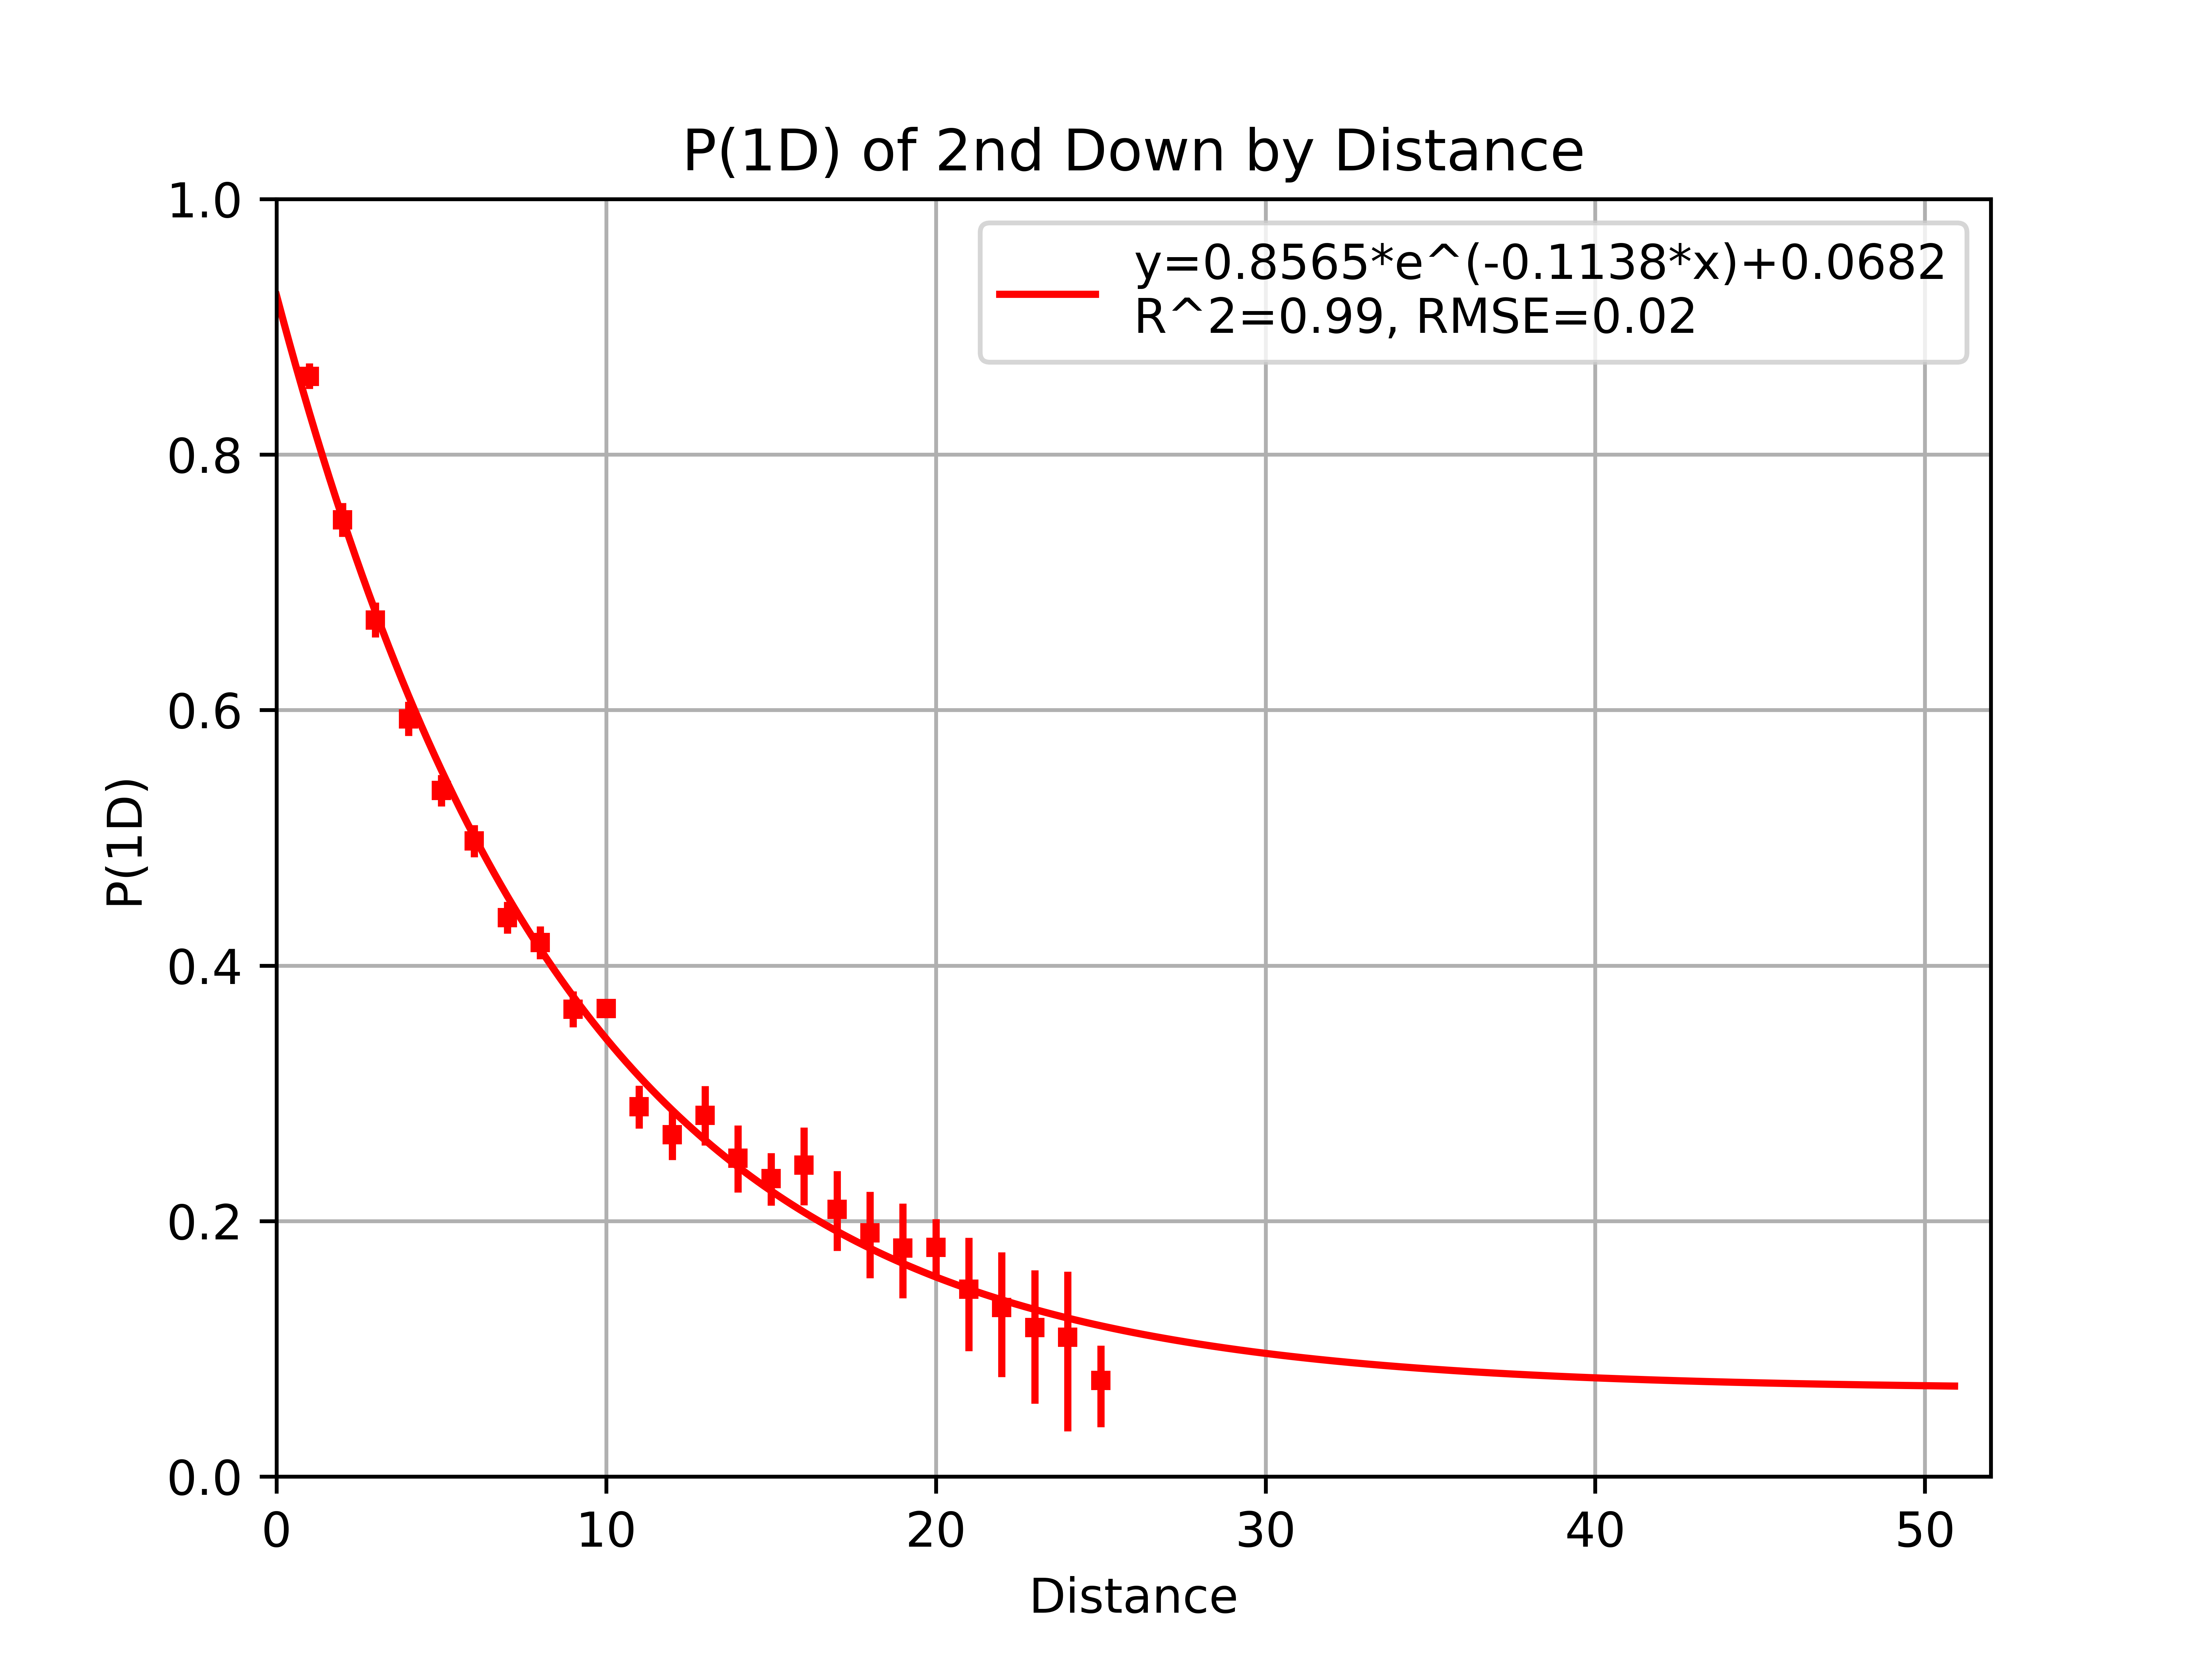 P(1D) of 2nd Down by Distance
y=0.8565*e^(-0.1138*x)+0.0682
R^2=0.99, RMSE=0.02
1.0
0.8
0.6
0.4
0.2
0.0
P(1D)
0 10 20 30 40 50
Distance